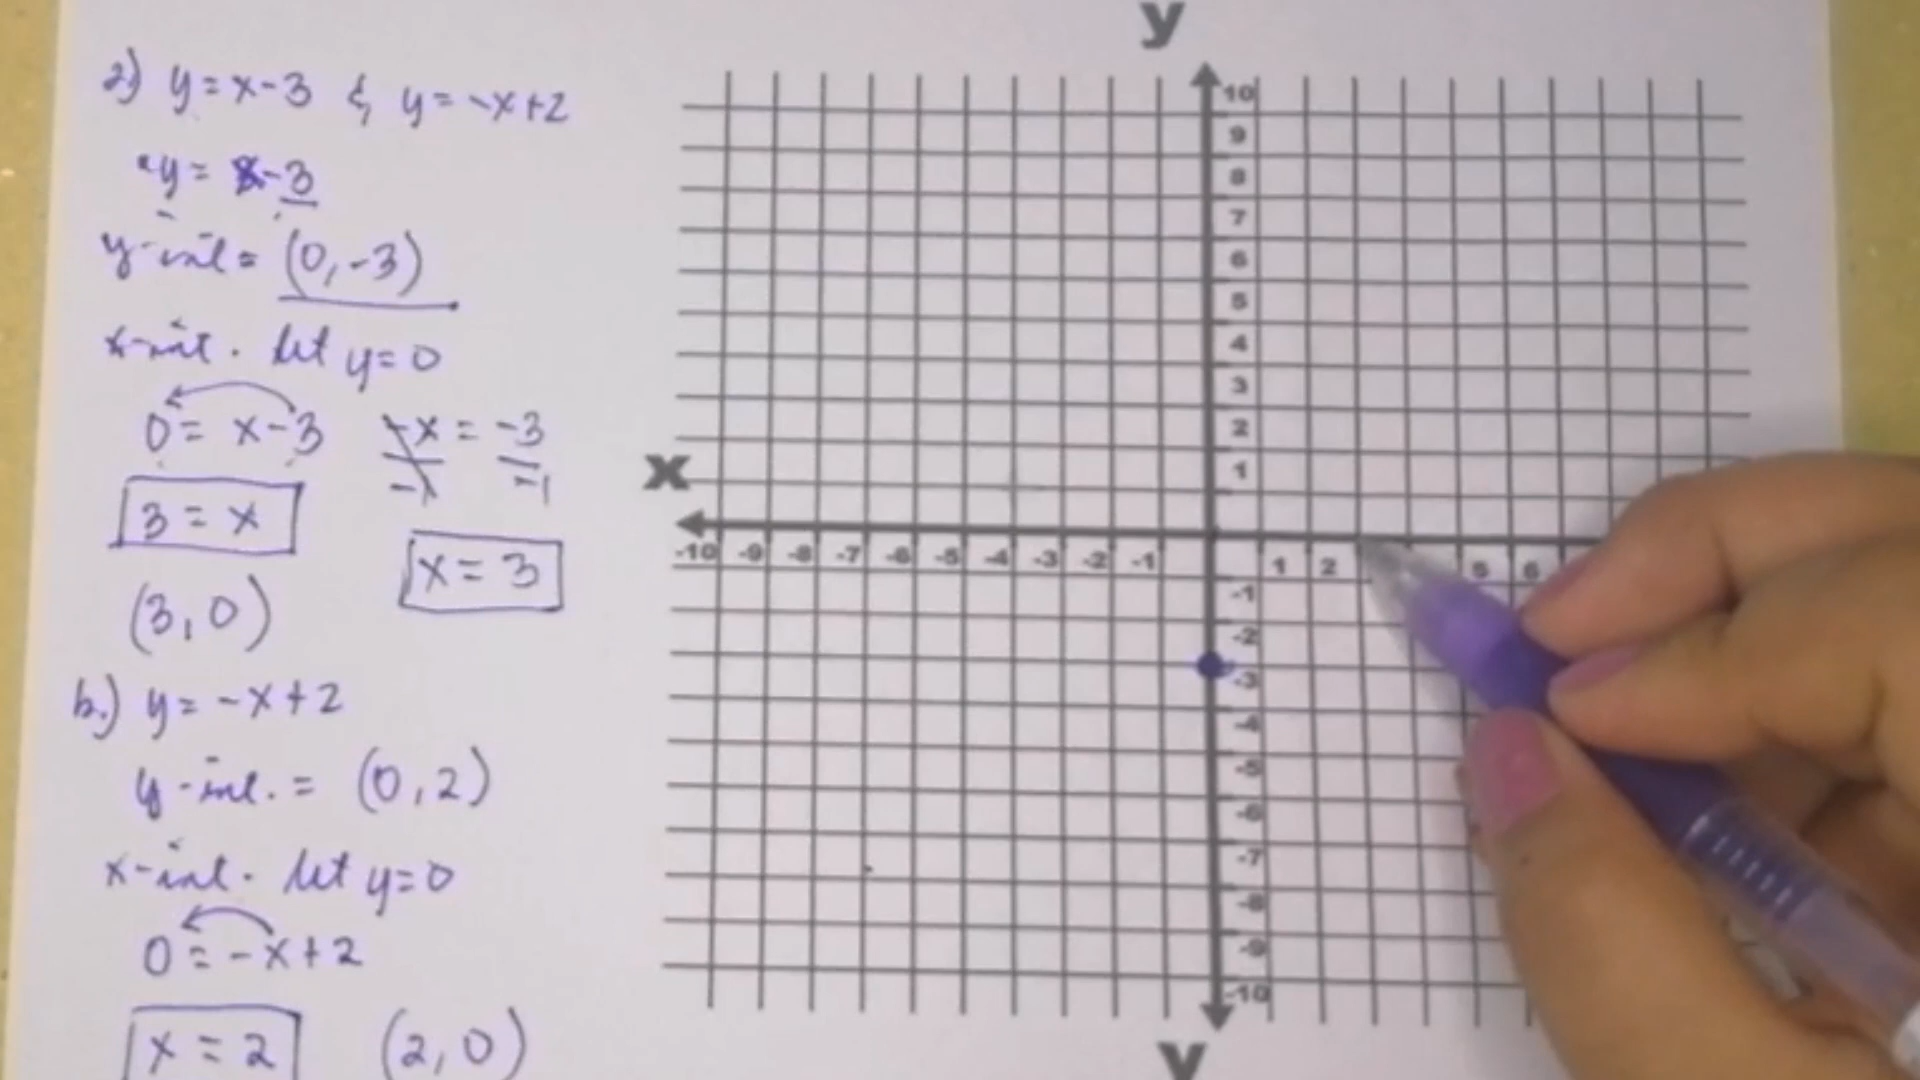 2) y = x - 3 & y = -x + 2
y = x - 3
y-int = (0, -3)
x-int. let y = 0
0 = x - 3
-x = -3
-1 -1
3 = x
x = 3
(3, 0)
b.) y = -x + 2
y-int. = (0, 2)
x-int. let y = 0
0 = -x + 2
x = 2 (2, 0)
y
10
9
8
7
6
5
4
3
2
1
x
-10 -9 -8 -7 -6 -5 -4 -3 -2 -1 1 2 5 6
-1
-2
-3
-4
-5
-6
-7
-8
-9
-10
y